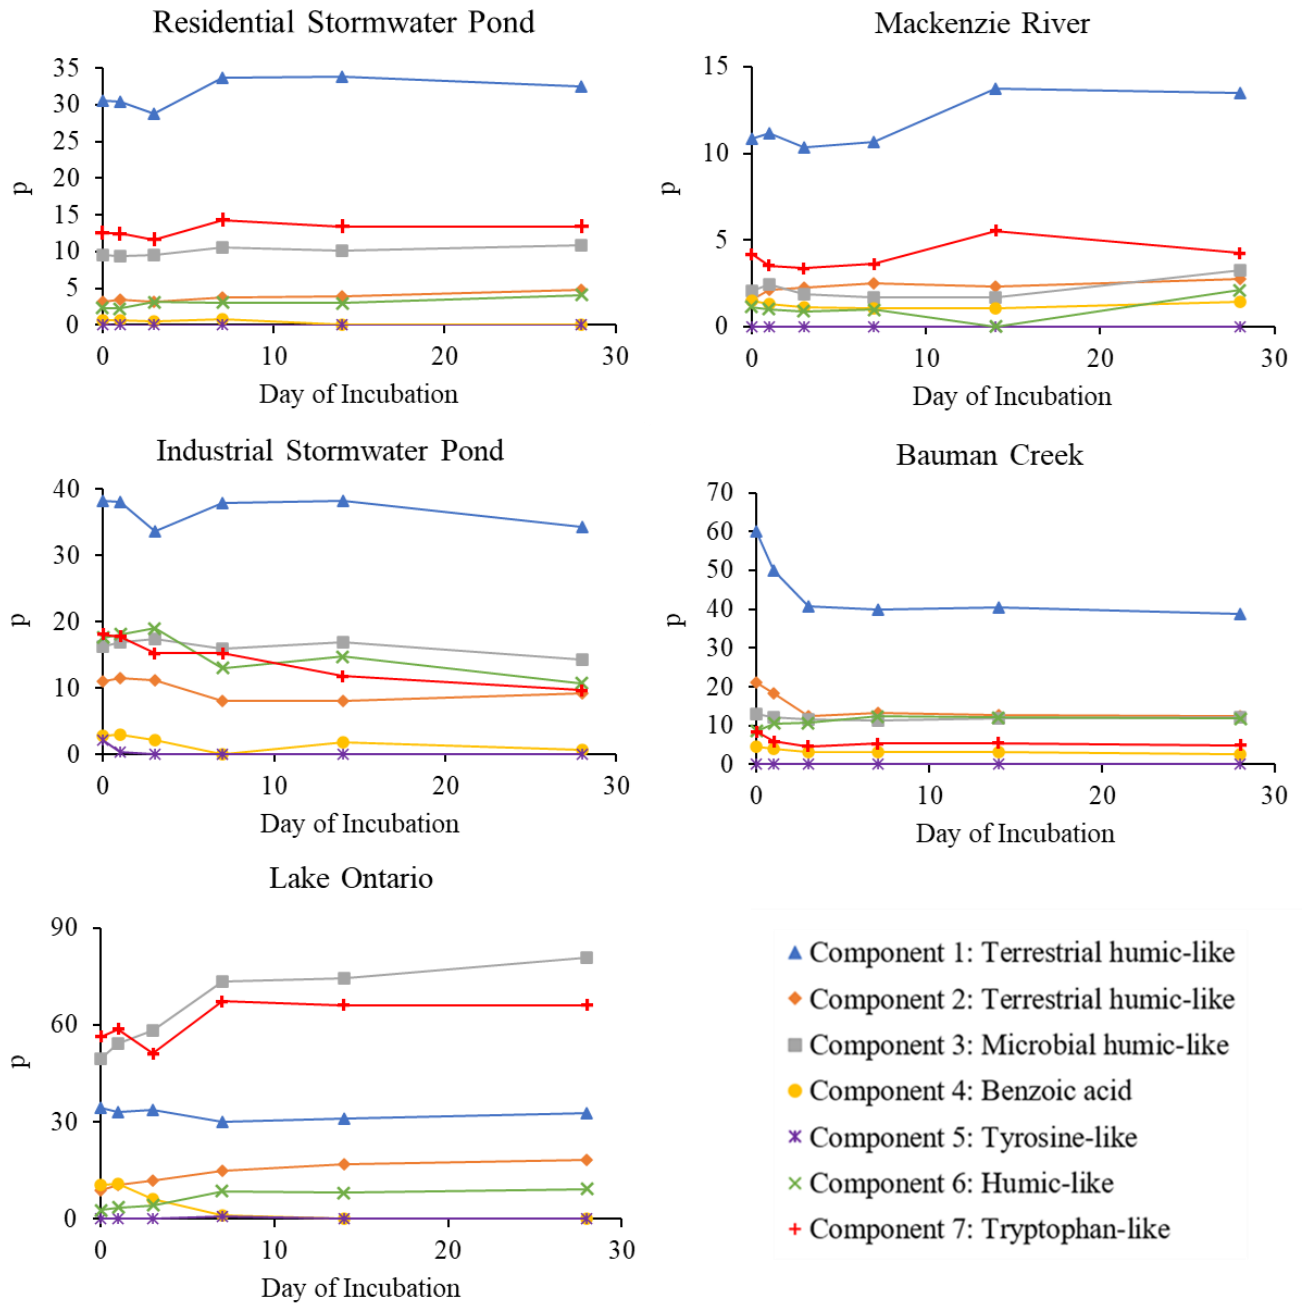 Residential Stormwater Pond
35
30
25
20
15
10
5
0
p
0 10 20 30
Day of Incubation
Mackenzie River
15
10
5
0
p
0 10 20 30
Day of Incubation
Industrial Stormwater Pond
40
30
20
10
0
p
0 10 20 30
Day of Incubation
Bauman Creek
70
60
50
40
30
20
10
0
p
0 10 20 30
Day of Incubation
Lake Ontario
90
60
30
0
p
0 10 20 30
Day of Incubation
Component 1: Terrestrial humic-like
Component 2: Terrestrial humic-like
Component 3: Microbial humic-like
Component 4: Benzoic acid
Component 5: Tyrosine-like
Component 6: Humic-like
Component 7: Tryptophan-like